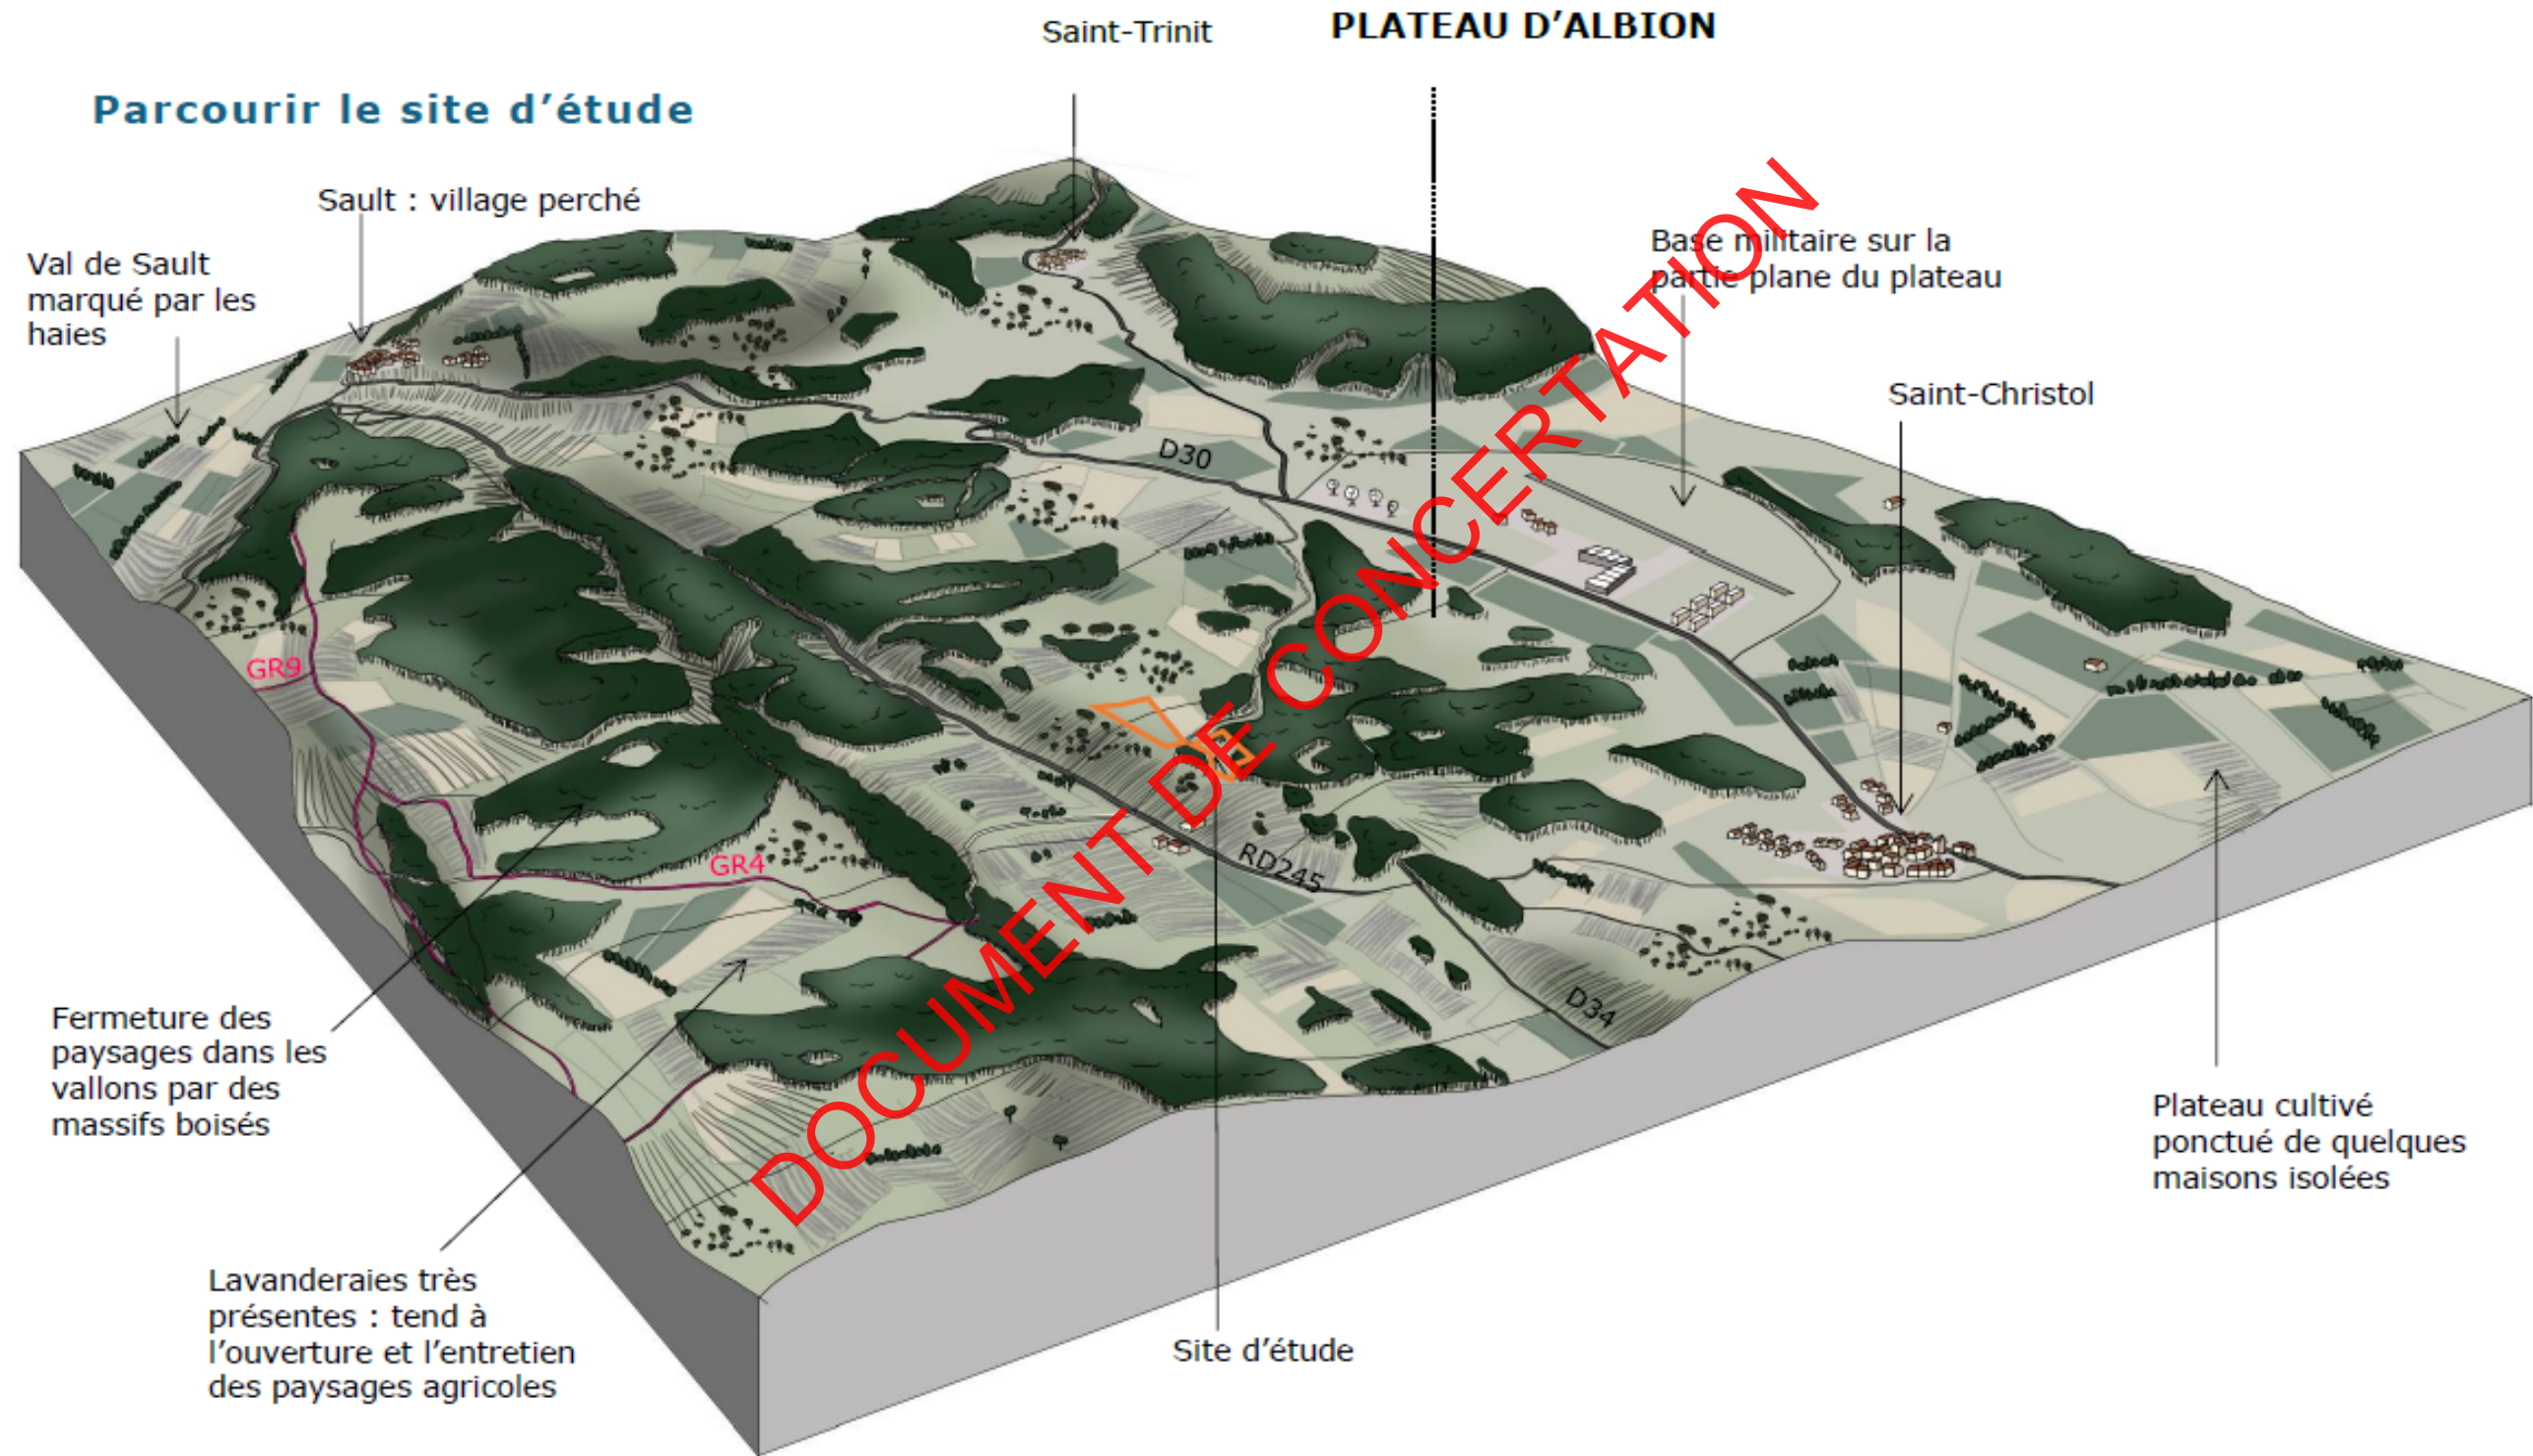 Saint-Trinit
PLATEAU D'ALBION
Parcourir le site d'étude
Sault : village perché
Val de Sault
marqué par les
haies
Base militaire sur la
partie plane du plateau
Saint-Christol
D30
GR9
GR4
RD245
D34
DOCUMENT DE CONCERTATION
Fermeture des
paysages dans les
vallons par des
massifs boisés
Plateau cultivé
ponctué de quelques
maisons isolées
Lavanderaies très
présentes : tend à
l'ouverture et l'entretien
des paysages agricoles
Site d'étude